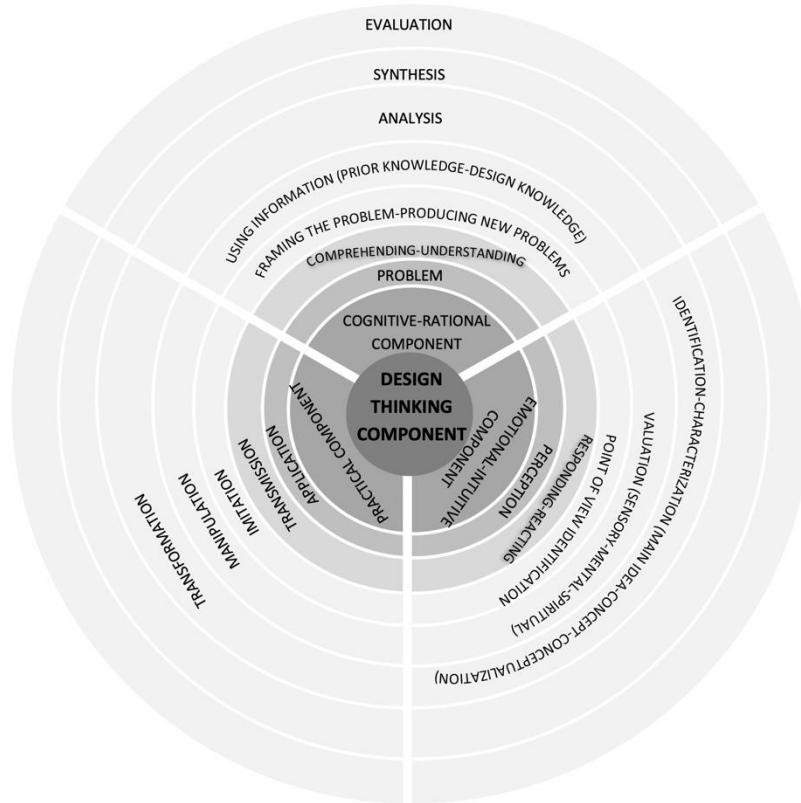 EVALUATION
SYNTHESIS
ANALYSIS
USING INFORMATION (PRIOR KNOWLEDGE-DESIGN KNOWLEDGE)
FRAMING THE PROBLEM-PRODUCING NEW PROBLEMS
COMPREHENDING-UNDERSTANDING
PROBLEM
COGNITIVE-RATIONAL
COMPONENT
DESIGN
THINKING
COMPONENT
EMOTIONAL-INTUITIVE
COMPONENT
PERCEPTION
RESPONDING-REACTING
POINT OF VIEW IDENTIFICATION
VALUATION (SENSORY-MENTAL-SPIRITUAL)
IDENTIFICATION-CHARACTERIZATION (MAIN IDEA-CONCEPT-CONCEPTUALIZATION)
PRACTICAL COMPONENT
APPLICATION
TRANSMISSION
IMITATION
MANIPULATION
TRANSFORMATION